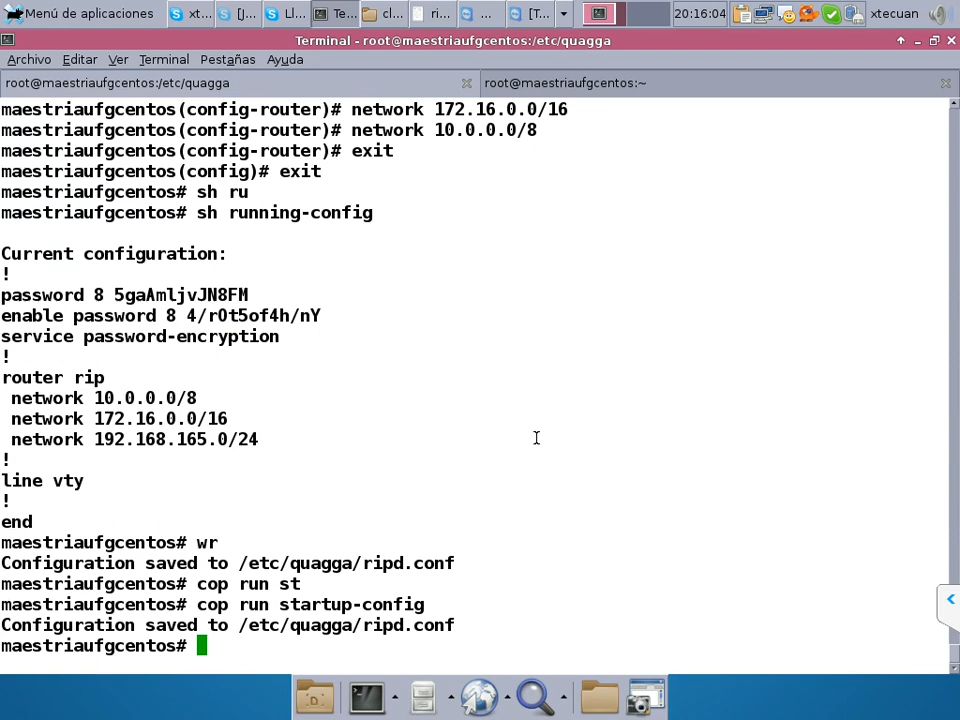 Menú de aplicaciones
xt...
[J...
Ll...
Te...
cl...
ri...
...
[T...
20:16:04
xtecuan
Terminal - root@maestriaufgcentos:/etc/quagga
Archivo Editar Ver Terminal Pestañas Ayuda
root@maestriaufgcentos:/etc/quagga
root@maestriaufgcentos:~
maestriaufgcentos(config-router)# network 172.16.0.0/16
maestriaufgcentos(config-router)# network 10.0.0.0/8
maestriaufgcentos(config-router)# exit
maestriaufgcentos(config)# exit
maestriaufgcentos# sh ru
maestriaufgcentos# sh running-config
Current configuration:
!
password 8 5gaAmljvJN8FM
enable password 8 4/rOt5of4h/nY
service password-encryption
!
router rip
network 10.0.0.0/8
network 172.16.0.0/16
network 192.168.165.0/24
!
line vty
!
end
maestriaufgcentos# wr
Configuration saved to /etc/quagga/ripd.conf
maestriaufgcentos# cop run st
maestriaufgcentos# cop run startup-config
Configuration saved to /etc/quagga/ripd.conf
maestriaufgcentos#